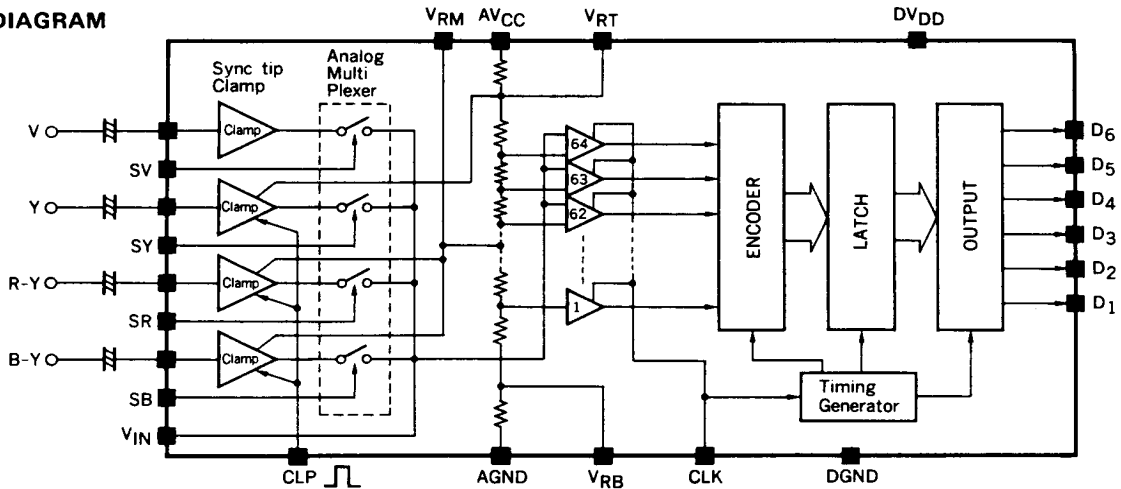 DIAGRAM
VRM AVCC VRT DVDD
Sync tip
Clamp
Analog
Multi
Plexer
V
Clamp
SV
Y
Clamp
SY
R-Y
Clamp
SR
B-Y
Clamp
SB
VIN
64
63
62
1
ENCODER
LATCH
OUTPUT
Timing
Generator
D6
D5
D4
D3
D2
D1
CLP AGND VRB CLK DGND